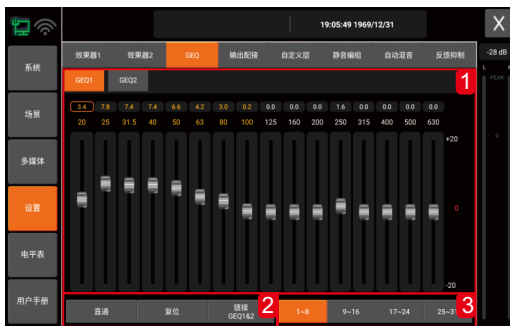 19:05:49 1969/12/31
X
系统
场景
多媒体
设置
电平表
用户手册
效果器1 效果器2 GEQ 输出配接 自定义层 静音编组 自动混音 反馈抑制
-28 dB
GEQ1 GEQ2
1
L
PEAK
3.4 7.8 7.4 7.4 6.6 4.2 3.0 0.2 0.0 0.0 0.0 1.6 0.0 0.0 0.0
20 25 31.5 40 50 63 80 100 125 160 200 250 315 400 500 630
+20
0
0
-20
直通 复位 链接
GEQ1&2
2
1~8 9~16 17~24
3